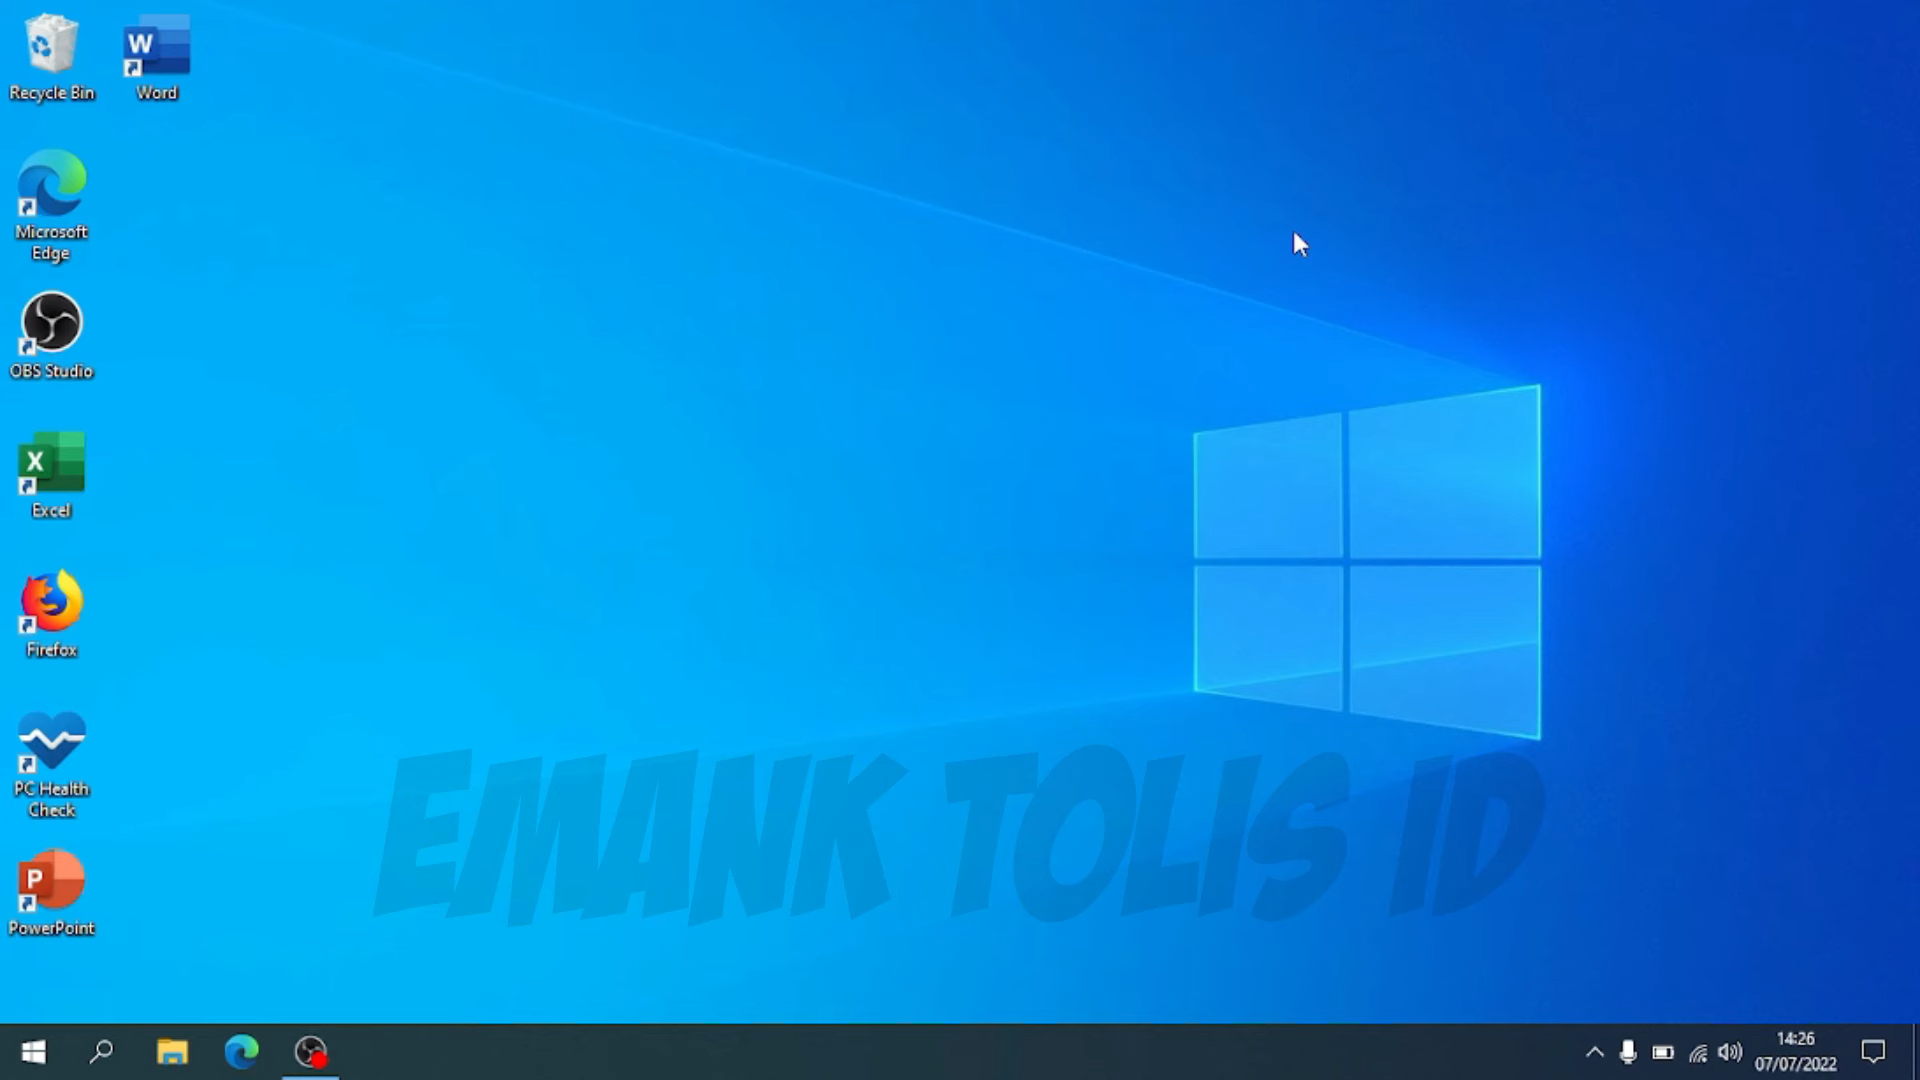 Recycle Bin
Word
Microsoft
Edge
OBS Studio
Excel
Firefox
PC Health
Check
PowerPoint
EMANK TOLIS ID
14:26
07/07/2022